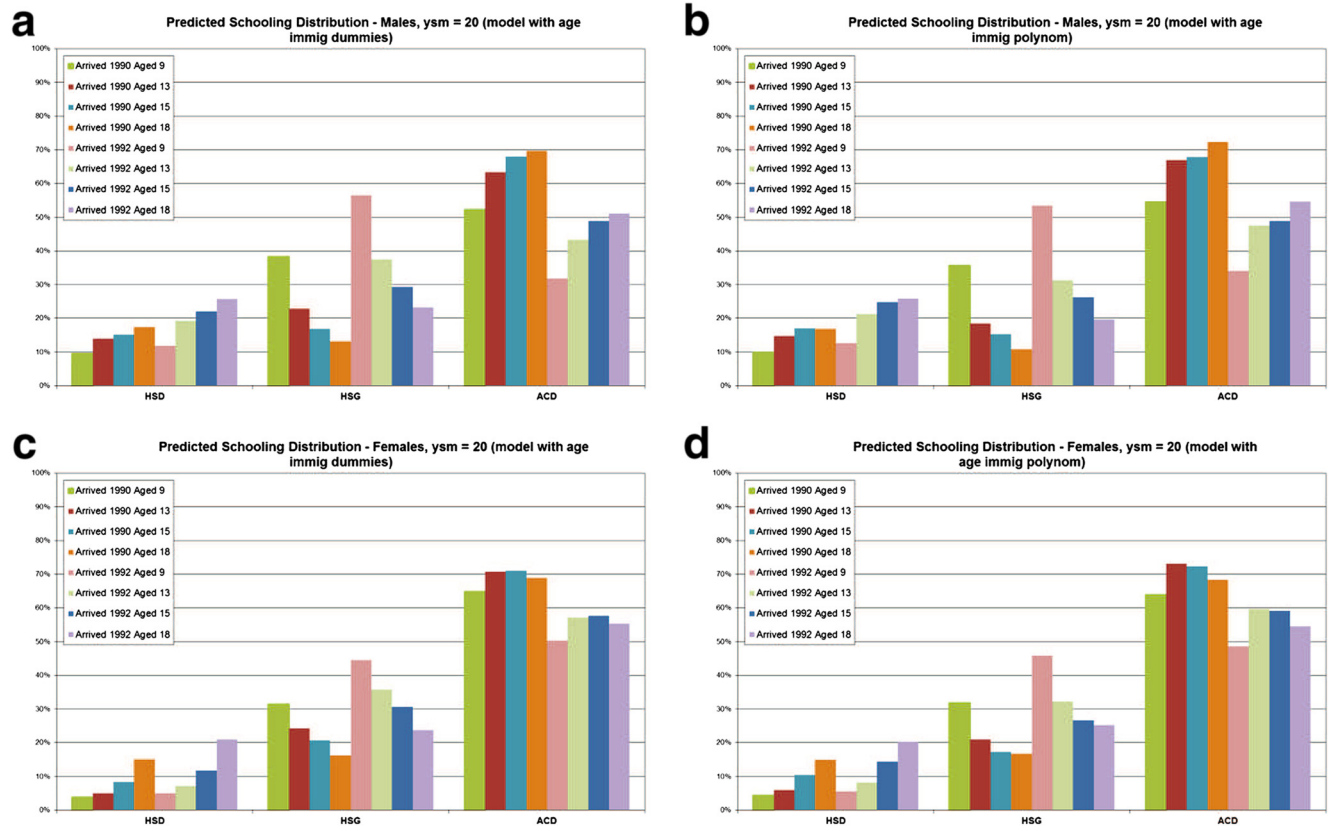 a
Predicted Schooling Distribution - Males, ysm = 20 (model with age
immig dummies)
100%
90%
80%
70%
60%
50%
40%
30%
20%
10%
0%
Arrived 1990 Aged 9
Arrived 1990 Aged 13
Arrived 1990 Aged 15
Arrived 1990 Aged 18
Arrived 1992 Aged 9
Arrived 1992 Aged 13
Arrived 1992 Aged 15
Arrived 1992 Aged 18
HSD HSG ACD
b
Predicted Schooling Distribution - Males, ysm = 20 (model with age
immig polynom)
100%
90%
80%
70%
60%
50%
40%
30%
20%
10%
0%
Arrived 1990 Aged 9
Arrived 1990 Aged 13
Arrived 1990 Aged 15
Arrived 1990 Aged 18
Arrived 1992 Aged 9
Arrived 1992 Aged 13
Arrived 1992 Aged 15
Arrived 1992 Aged 18
HSD HSG ACD
c
Predicted Schooling Distribution - Females, ysm = 20 (model with age
immig dummies)
100%
90%
80%
70%
60%
50%
40%
30%
20%
10%
0%
Arrived 1990 Aged 9
Arrived 1990 Aged 13
Arrived 1990 Aged 15
Arrived 1990 Aged 18
Arrived 1992 Aged 9
Arrived 1992 Aged 13
Arrived 1992 Aged 15
Arrived 1992 Aged 18
HSD HSG ACD
d
Predicted Schooling Distribution - Females, ysm = 20 (model with
age immig polynom)
100%
90%
80%
70%
60%
50%
40%
30%
20%
10%
0%
Arrived 1990 Aged 9
Arrived 1990 Aged 13
Arrived 1990 Aged 15
Arrived 1990 Aged 18
Arrived 1992 Aged 9
Arrived 1992 Aged 13
Arrived 1992 Aged 15
Arrived 1992 Aged 18
HSD HSG ACD